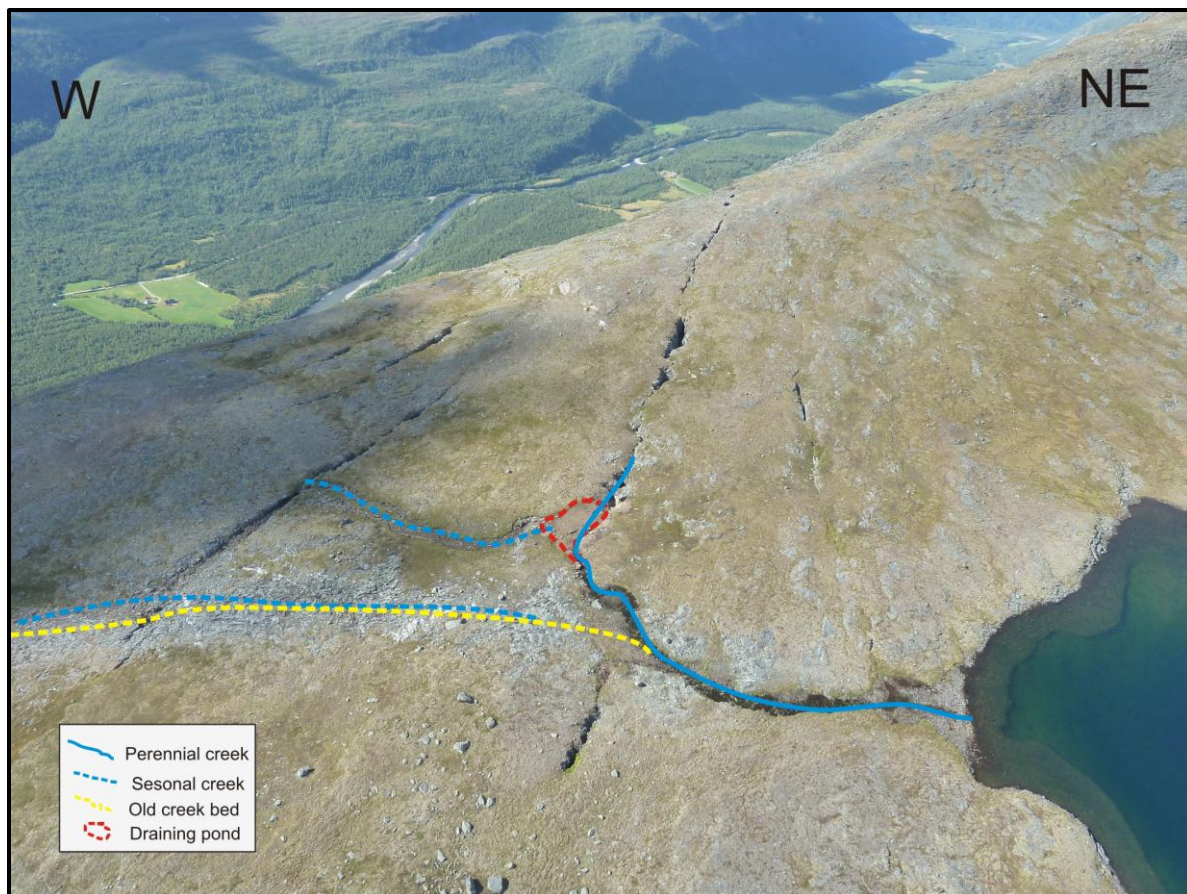 W
NE
Perennial creek
Sesonal creek
Old creek bed
Draining pond